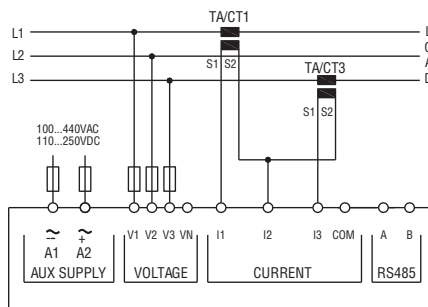 TA/CT1
L1
L
S1 S2
L2
O
TA/CT3
A
L3
D
S1 S2
100...440VAC
110...250VDC
~ ~
-- +
A1 A2
V1 V2 V3 VN
I1 I2 I3 COM
A B
AUX SUPPLY
VOLTAGE
CURRENT
RS485